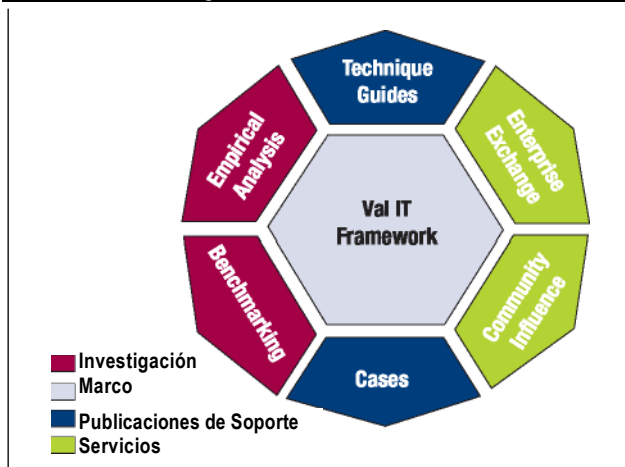 Technique
Guides
Empirical
Analysis
Enterprise
Exchange
Val IT
Framework
Benchmarking
Community
Influence
Cases
Investigación
Marco
Publicaciones de Soporte
Servicios